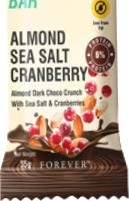 BAR
ALMOND
SEA SALT
CRANBERRY
Almond Dark Choco Crunch
With Sea Salt & Cranberries
FOREVER